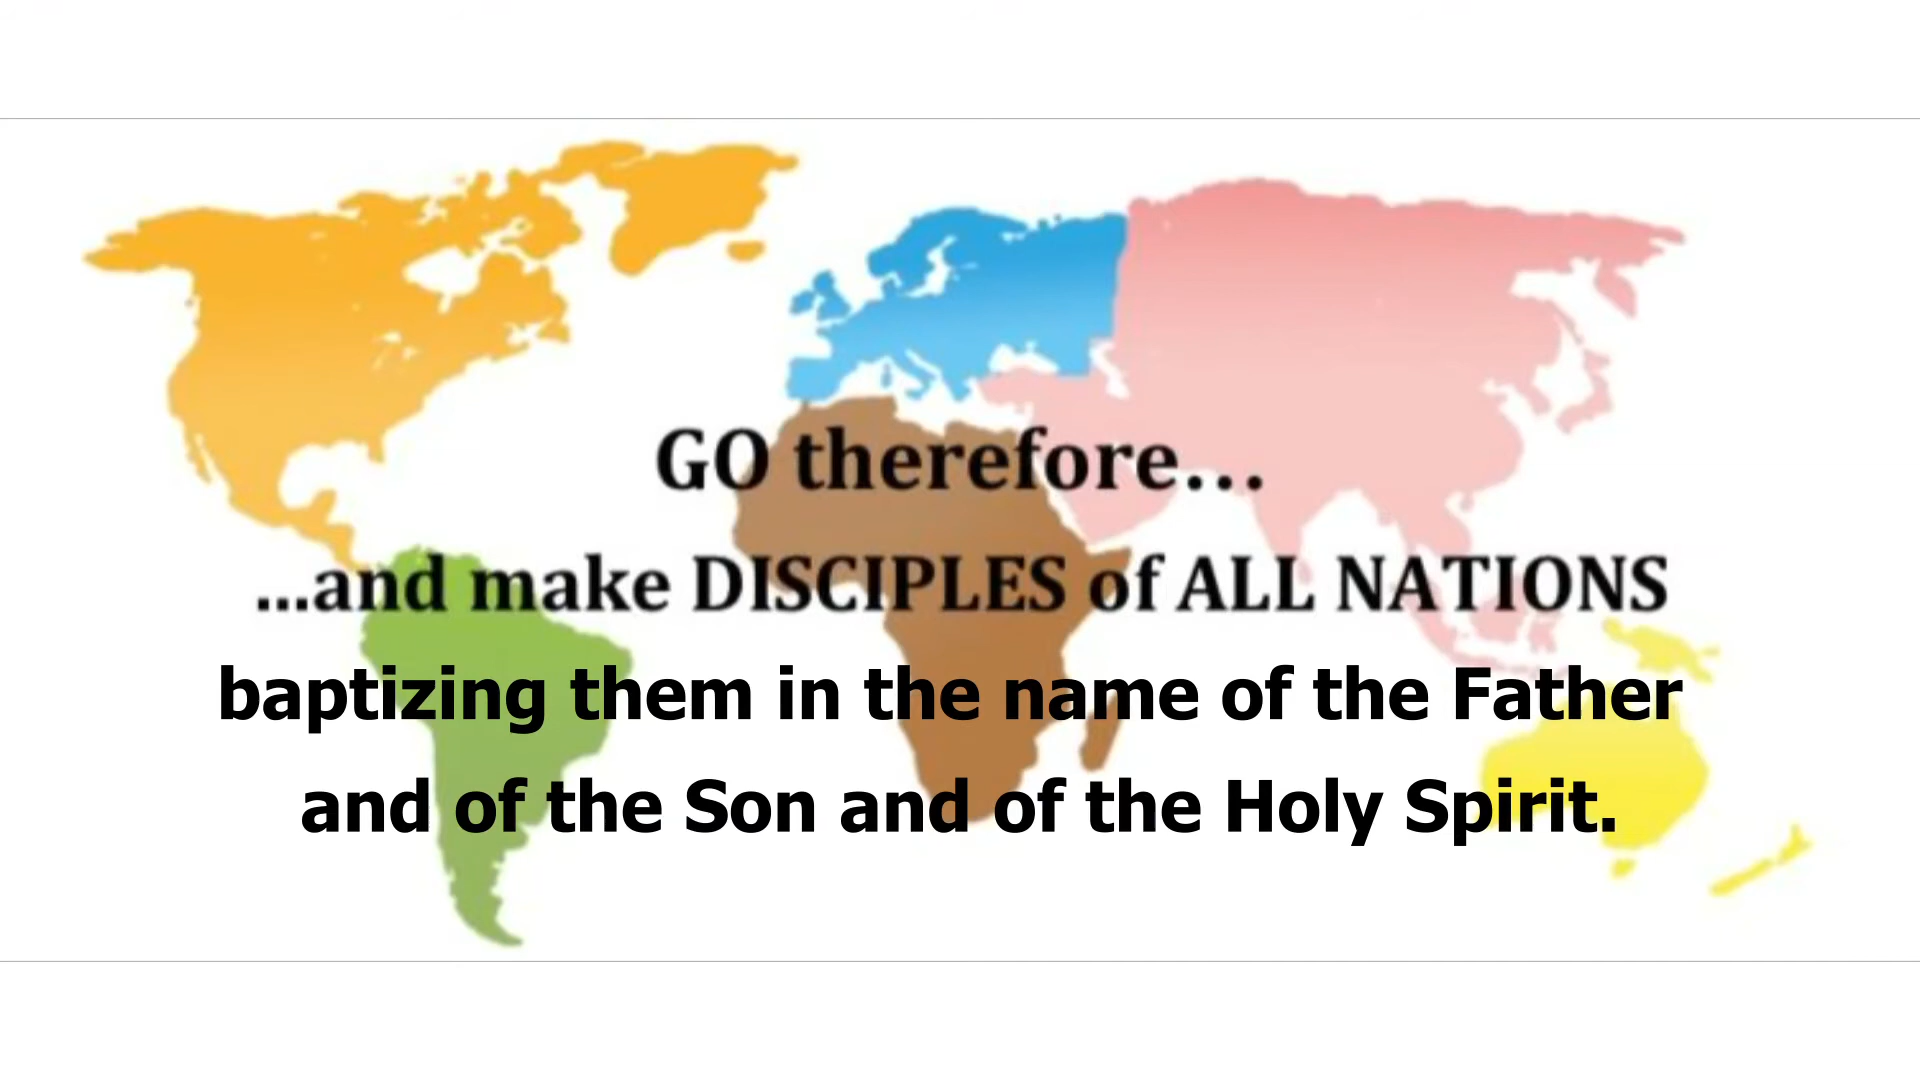 GO therefore...
...and make DISCIPLES of ALL NATIONS
baptizing them in the name of the Father
and of the Son and of the Holy Spirit.